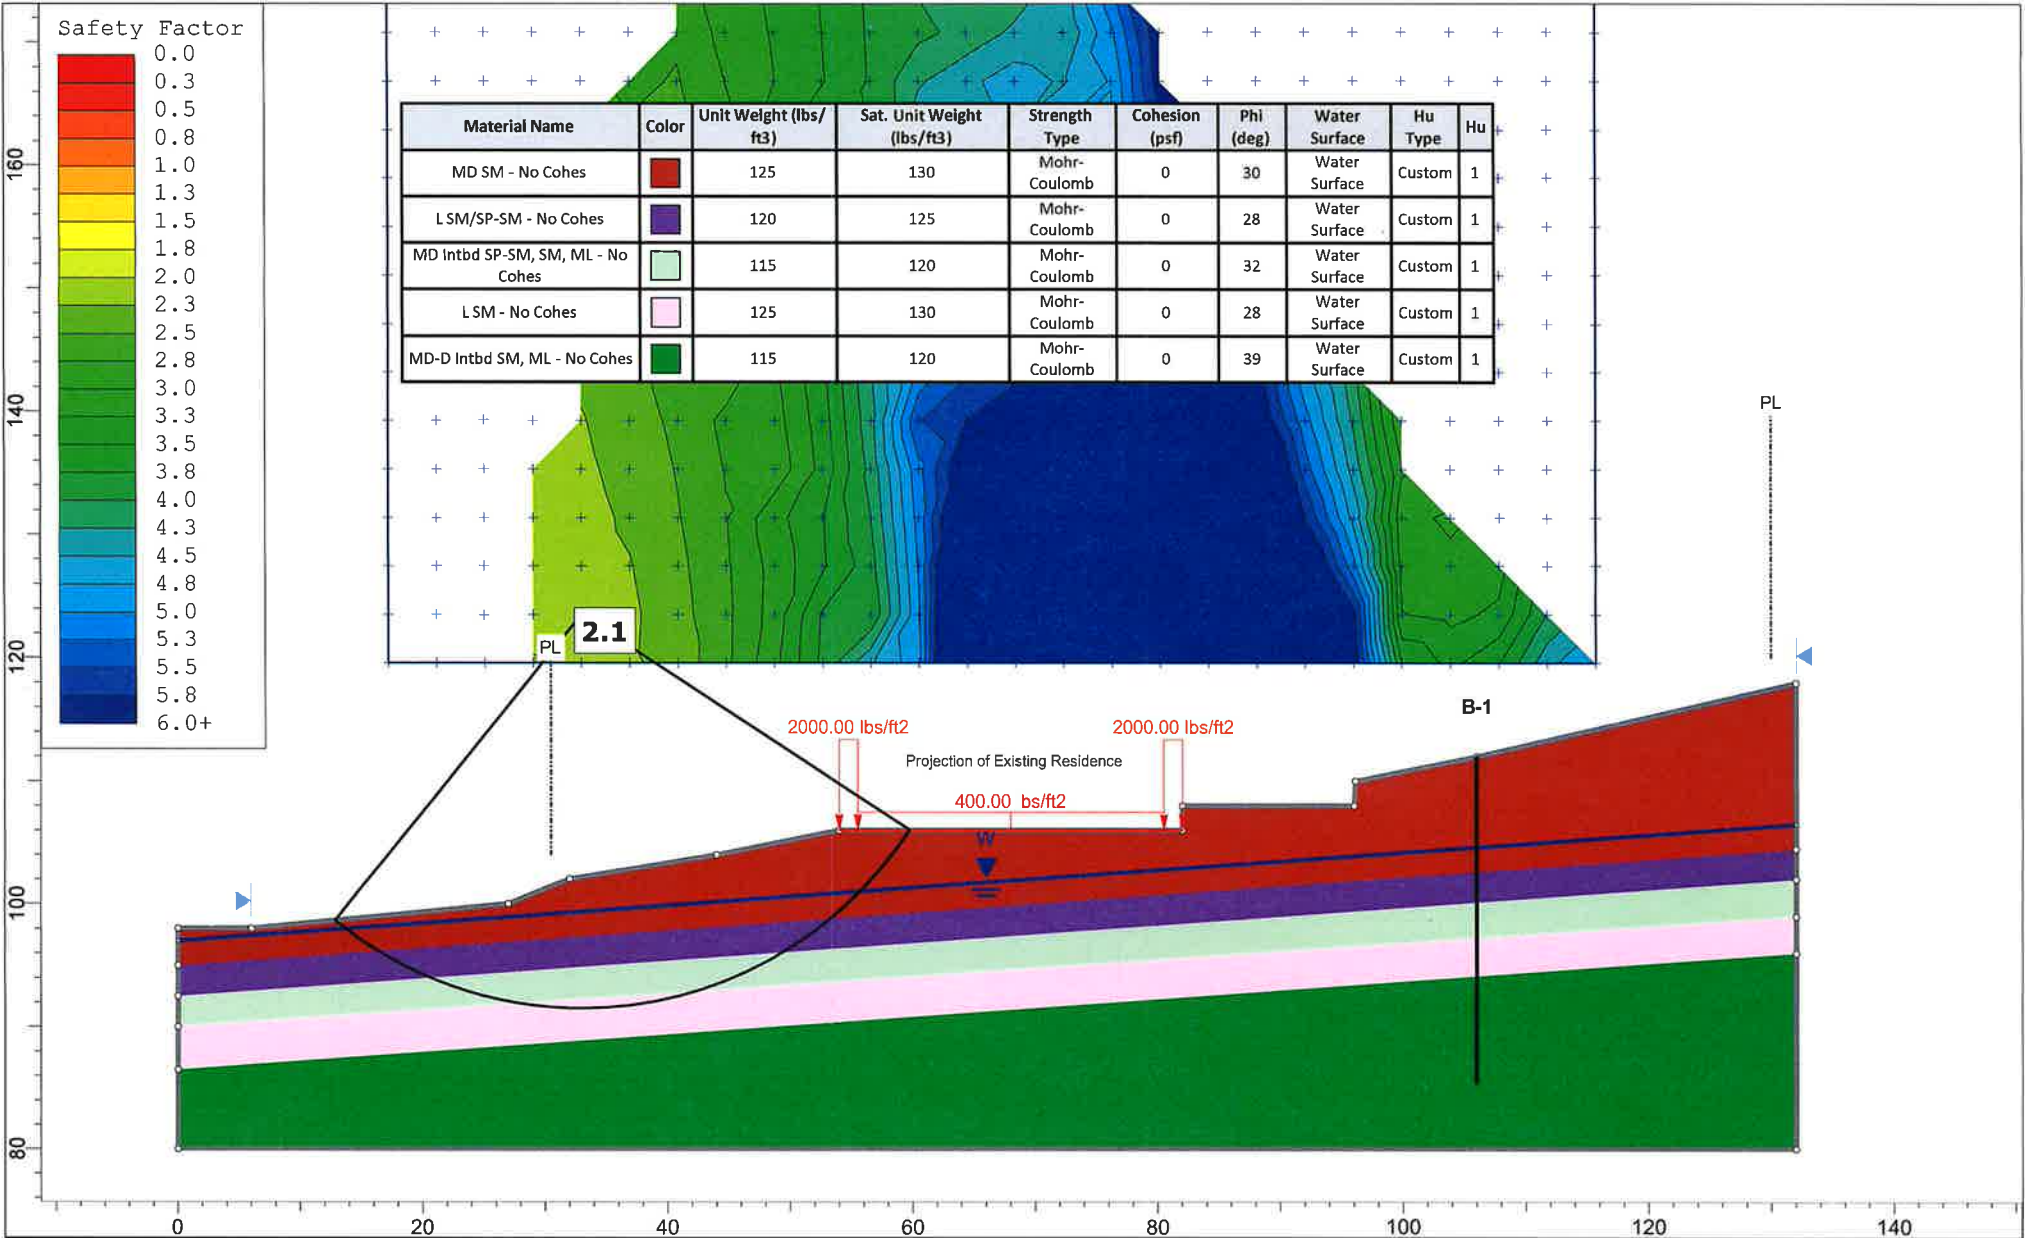 Safety Factor
0.0
0.3
0.5
0.8
1.0
1.3
1.5
1.8
2.0
2.3
2.5
2.8
3.0
3.3
3.5
3.8
4.0
4.3
4.5
4.8
5.0
5.3
5.5
5.8
6.0+
160
140
120
100
80
Material Name Color Unit Weight (lbs/ft3) Sat. Unit Weight (lbs/ft3) Strength Type Cohesion (psf) Phi (deg) Water Surface Hu Type Hu
MD SM - No Cohes 125 130 Mohr-Coulomb 0 30 Water Surface Custom 1
L SM/SP-SM - No Cohes 120 125 Mohr-Coulomb 0 28 Water Surface Custom 1
MD Intbd SP-SM, SM, ML - No Cohes 115 120 Mohr-Coulomb 0 32 Water Surface Custom 1
L SM - No Cohes 125 130 Mohr-Coulomb 0 28 Water Surface Custom 1
MD-D Intbd SM, ML - No Cohes 115 120 Mohr-Coulomb 0 39 Water Surface Custom 1
PL
2.1
PL
B-1
2000.00 lbs/ft2
2000.00 lbs/ft2
Projection of Existing Residence
400.00 bs/ft2
W
0 20 40 60 80 100 120 140